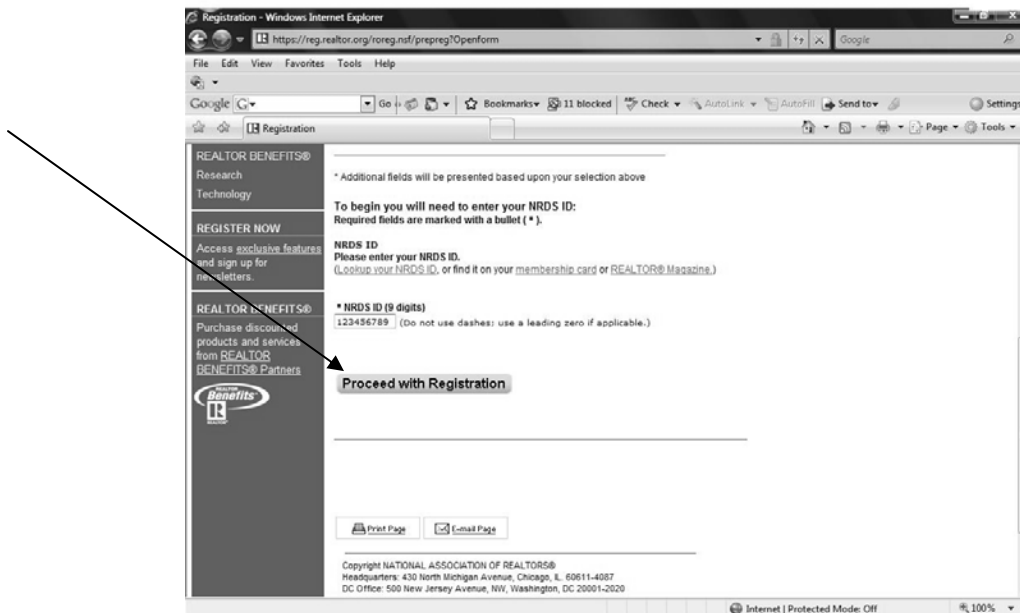 Registration - Windows Internet Explorer
https://reg.realtor.org/roreg.nsf/prepreg?Openform
Google
File Edit View Favorites Tools Help
Google G Go Bookmarks 11 blocked Check AutoLink AutoFill Send to Settings
Registration
Page Tools
REALTOR BENEFITS®
Research
Technology
REGISTER NOW
Access exclusive features
and sign up for
newsletters.
REALTOR BENEFITS®
Purchase discounted
products and services
from REALTOR
BENEFITS® Partners
REALTOR
Benefits
R
REALTOR
* Additional fields will be presented based upon your selection above
To begin you will need to enter your NRDS ID:
Required fields are marked with a bullet ( * ).
NRDS ID
Please enter your NRDS ID.
(Lookup your NRDS ID, or find it on your membership card or REALTOR® Magazine.)
* NRDS ID (9 digits)
123456789 (Do not use dashes; use a leading zero if applicable.)
Proceed with Registration
Print Page E-mail Page
Copyright NATIONAL ASSOCIATION OF REALTORS®
Headquarters: 430 North Michigan Avenue, Chicago, IL. 60611-4087
DC Office: 500 New Jersey Avenue, NW, Washington, DC 20001-2020
Internet | Protected Mode: Off 100%